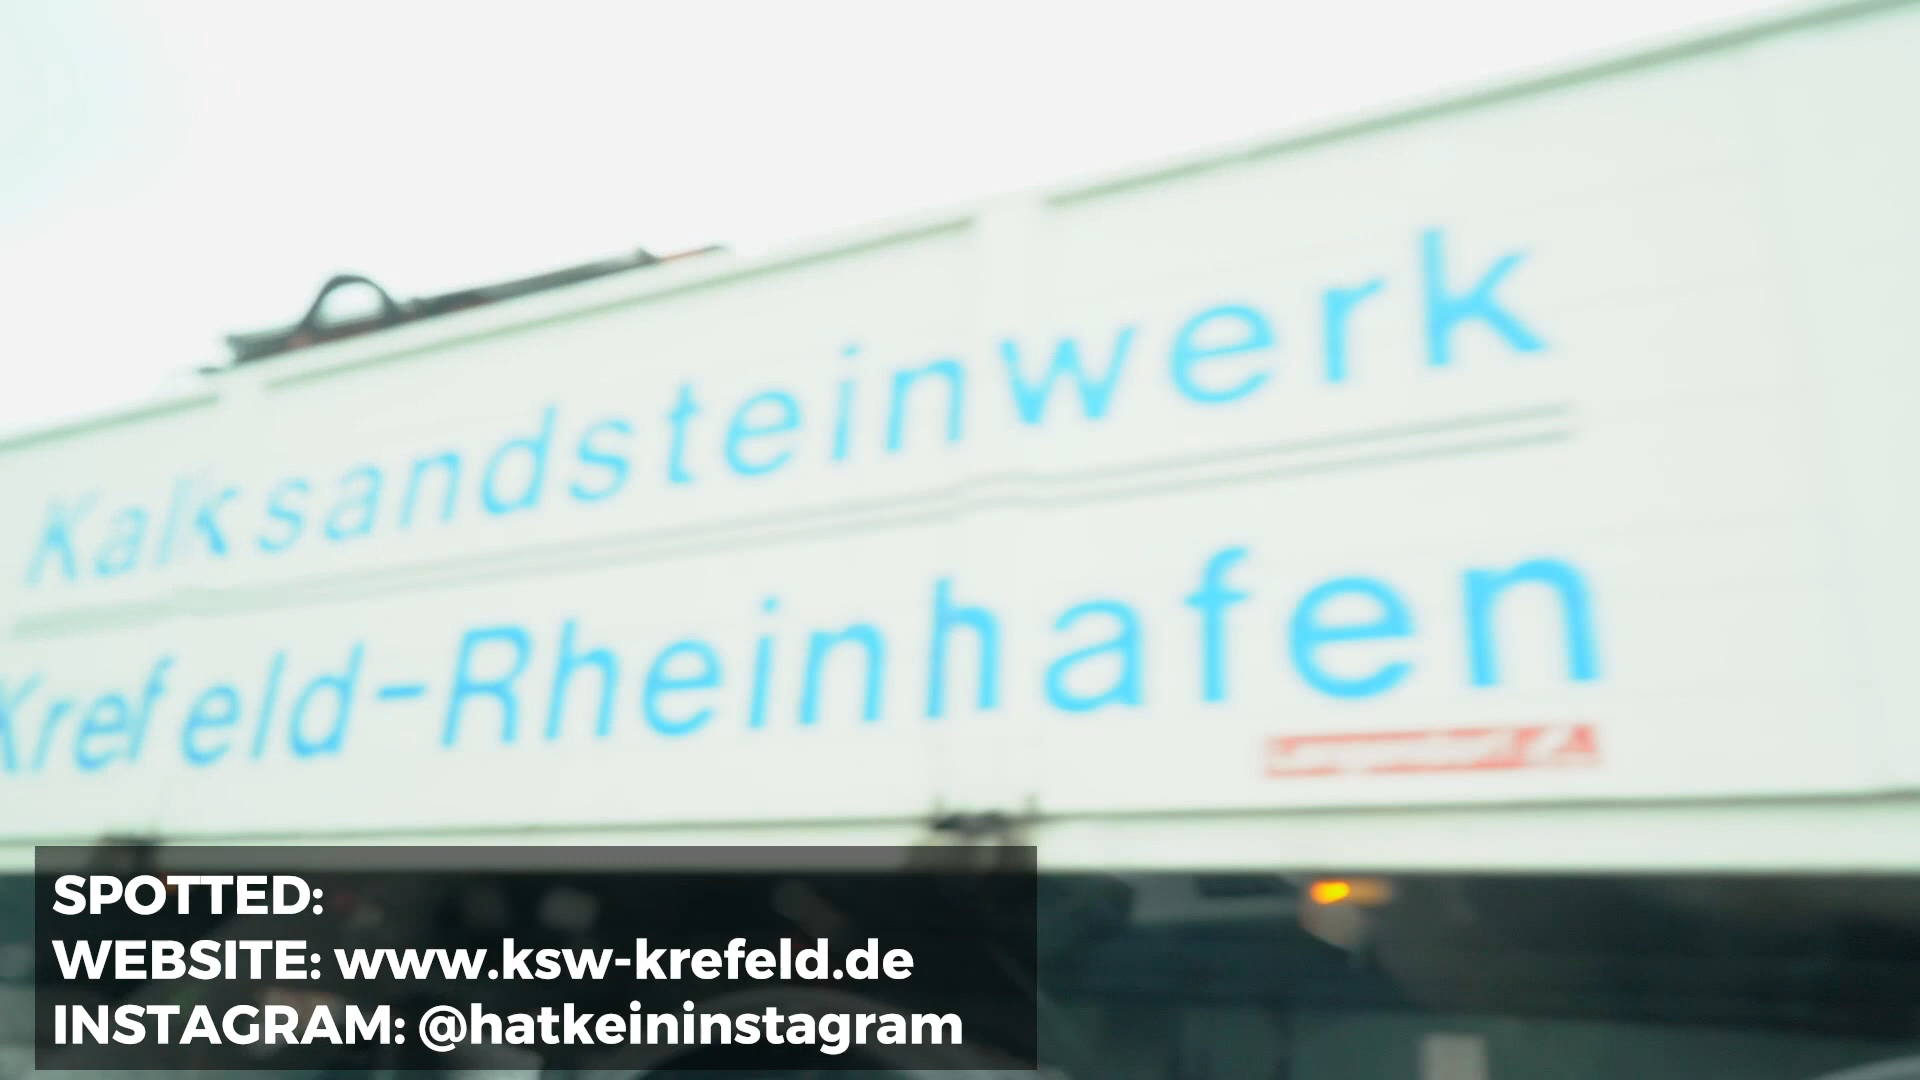 Kalksandsteinwerk
Krefeld-Rheinhafen
SPOTTED:
WEBSITE: www.ksw-krefeld.de
INSTAGRAM: @hatkeininstagram